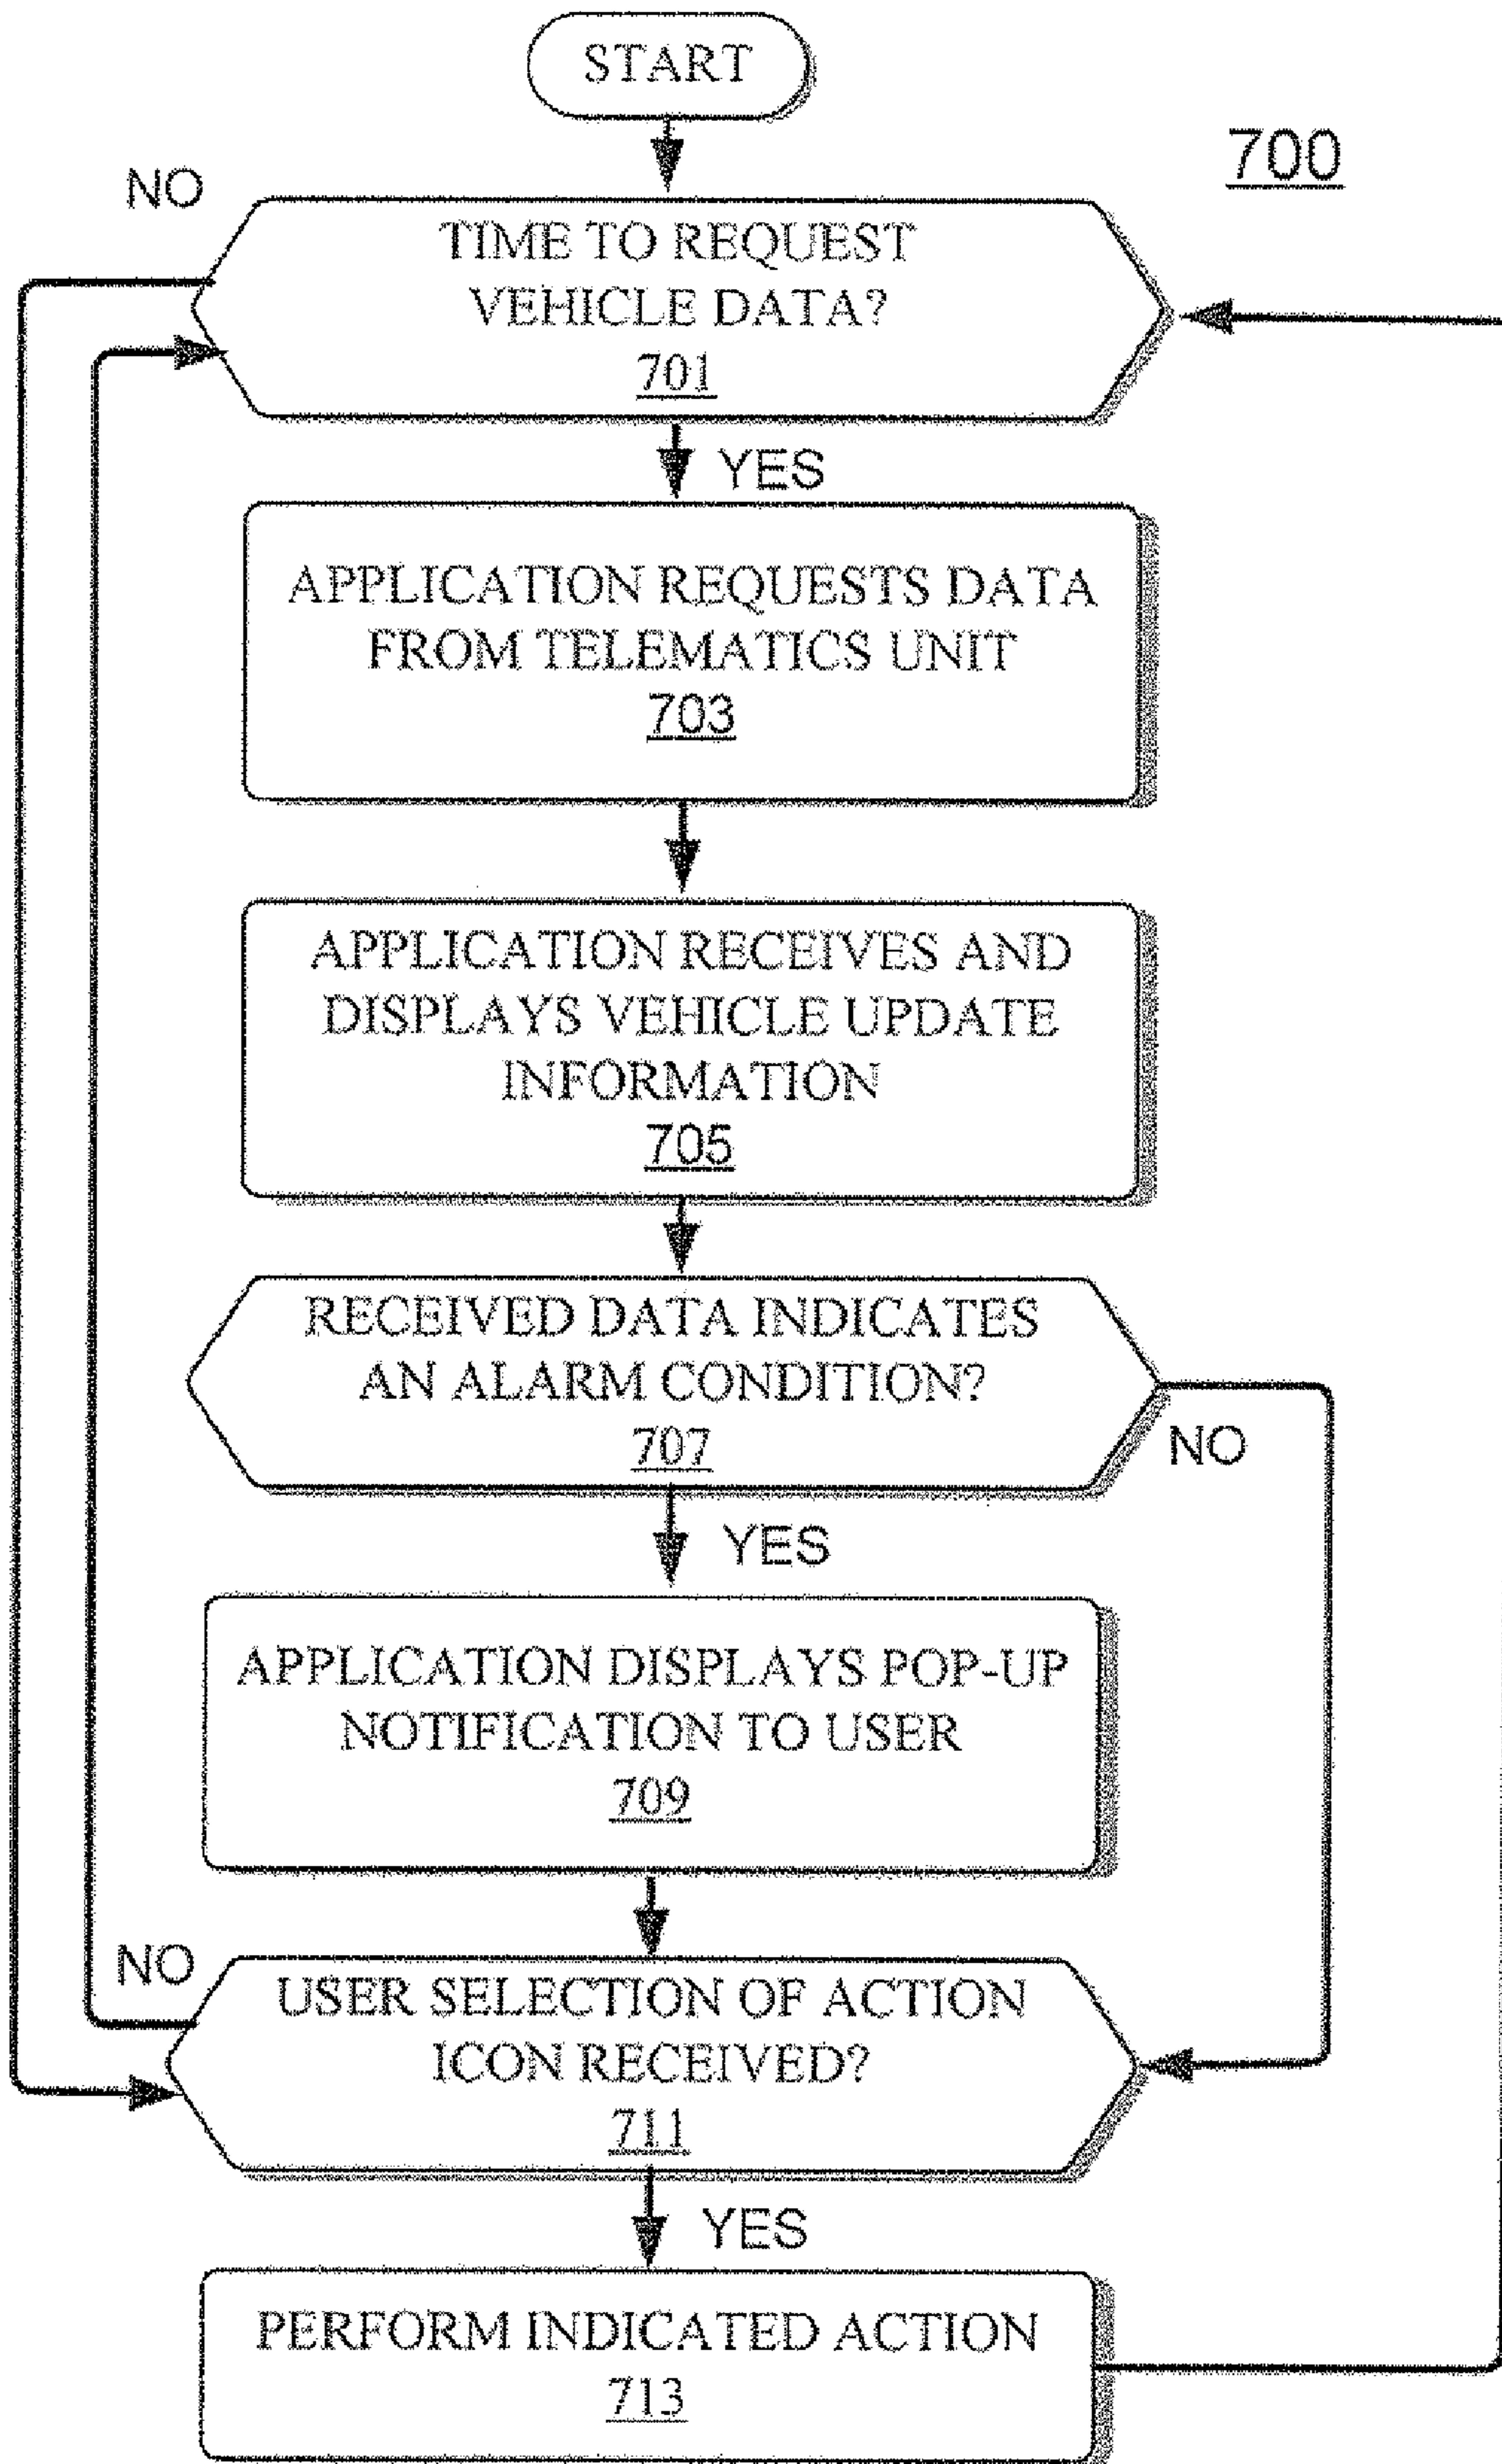 START
700
NO
TIME TO REQUEST
VEHICLE DATA?
701
YES
APPLICATION REQUESTS DATA
FROM TELEMATICS UNIT
703
APPLICATION RECEIVES AND
DISPLAYS VEHICLE UPDATE
INFORMATION
705
RECEIVED DATA INDICATES
AN ALARM CONDITION?
707
NO
YES
APPLICATION DISPLAYS POP-UP
NOTIFICATION TO USER
709
NO
USER SELECTION OF ACTION
ICON RECEIVED?
711
YES
PERFORM INDICATED ACTION
713